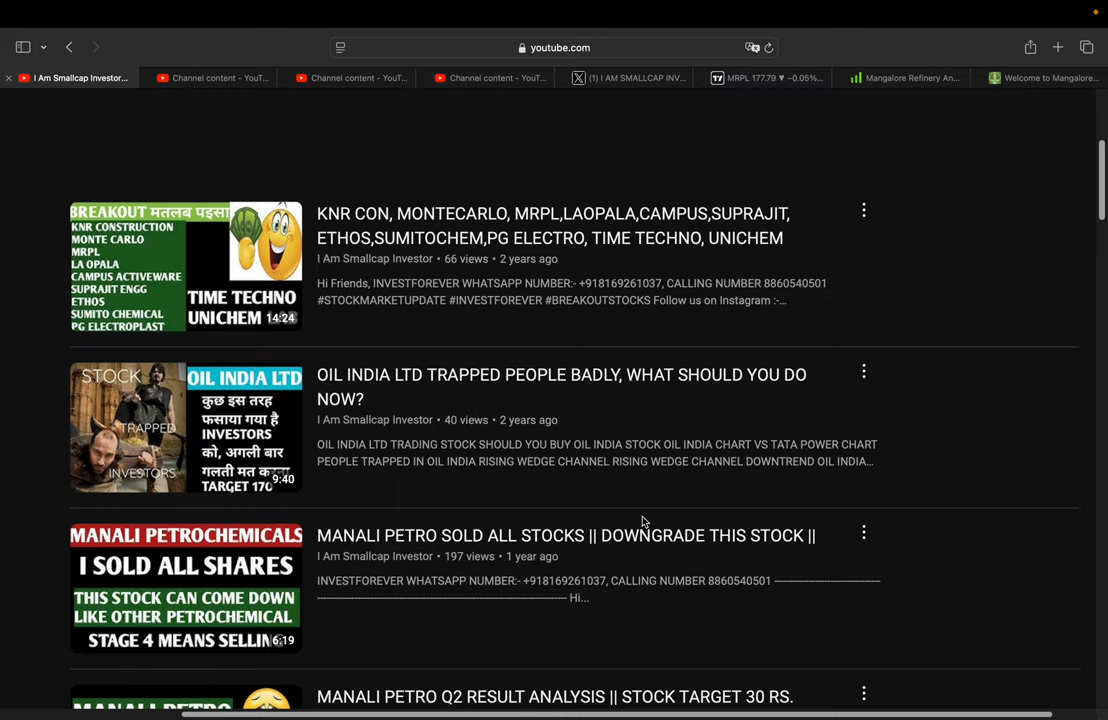 youtube.com
I Am Smallcap Investor...
Channel content - YouT...
Channel content - YouT...
Channel content - YouT...
(1) I AM SMALLCAP INV...
MRPL 177.79 ▼ −0.05%...
Mangalore Refinery An...
Welcome to Mangalore...
BREAKOUT मतलब पइसा
KNR CONSTRUCTION
MONTE CARLO
MRPL
LA OPALA
CAMPUS ACTIVEWARE
SUPRAJIT ENGG
ETHOS
SUMITO CHEMICAL
PG ELECTROPLAST
TIME TECHNO
UNICHEM
14:24
KNR CON, MONTECARLO, MRPL,LAOPALA,CAMPUS,SUPRAJIT,
ETHOS,SUMITOCHEM,PG ELECTRO, TIME TECHNO, UNICHEM
I Am Smallcap Investor • 66 views • 2 years ago
Hi Friends, INVESTFOREVER WHATSAPP NUMBER:- +918169261037, CALLING NUMBER 8860540501
#STOCKMARKETUPDATE #INVESTFOREVER #BREAKOUTSTOCKS Follow us on Instagram :-...
STOCK
TRAPPED
INVESTORS
OIL INDIA LTD
कुछ इस तरह
फसाया गया है
INVESTORS
को, अगली बार
गलती मत
TARGET 170
9:40
OIL INDIA LTD TRAPPED PEOPLE BADLY, WHAT SHOULD YOU DO
NOW?
I Am Smallcap Investor • 40 views • 2 years ago
OIL INDIA LTD TRADING STOCK SHOULD YOU BUY OIL INDIA STOCK OIL INDIA CHART VS TATA POWER CHART
PEOPLE TRAPPED IN OIL INDIA RISING WEDGE CHANNEL RISING WEDGE CHANNEL DOWNTREND OIL INDIA...
MANALI PETROCHEMICALS
I SOLD ALL SHARES
THIS STOCK CAN COME DOWN
LIKE OTHER PETROCHEMICAL
STAGE 4 MEANS SELLIN
6:19
MANALI PETRO SOLD ALL STOCKS || DOWNGRADE THIS STOCK ||
I Am Smallcap Investor • 197 views • 1 year ago
INVESTFOREVER WHATSAPP NUMBER:- +918169261037, CALLING NUMBER 8860540501 ----------------------------------
---------------------------------------------------------------------------------- Hi...
MANALI PETRO
MANALI PETRO Q2 RESULT ANALYSIS || STOCK TARGET 30 RS.